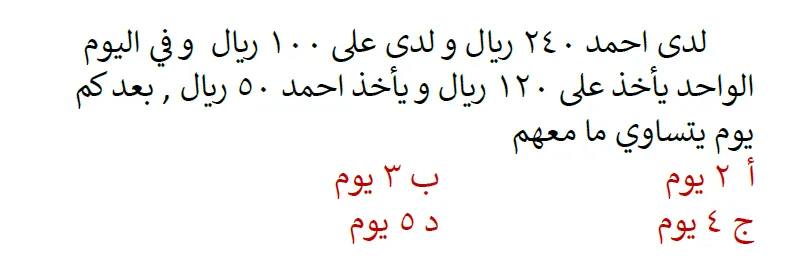 لدى احمد ٢٤٠ ريال و لدى على ١٠٠ ريال و في اليوم
الواحد يأخذ على ١٢٠ ريال و يأخذ احمد ٥٠ ريال , بعد كم
يوم يتساوي ما معهم
أ ٢ يوم ب ٣ يوم
ج ٤ يوم د ٥ يوم